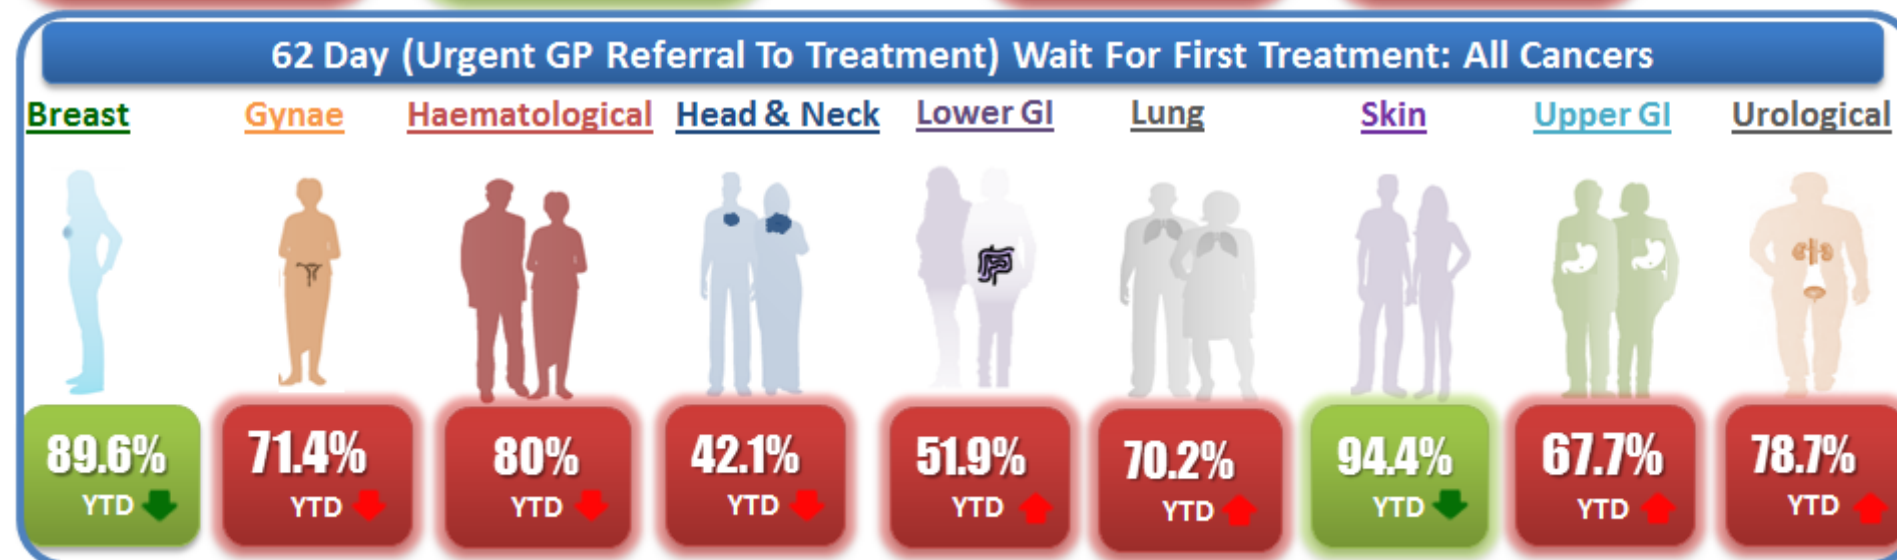 62 Day (Urgent GP Referral To Treatment) Wait For First Treatment: All Cancers
Breast Gynae Haematological Head & Neck Lower GI Lung Skin Upper GI Urological
89.6% 71.4% 80% 42.1% 51.9% 70.2% 94.4% 67.7% 78.7%
YTD YTD YTD YTD YTD YTD YTD YTD YTD